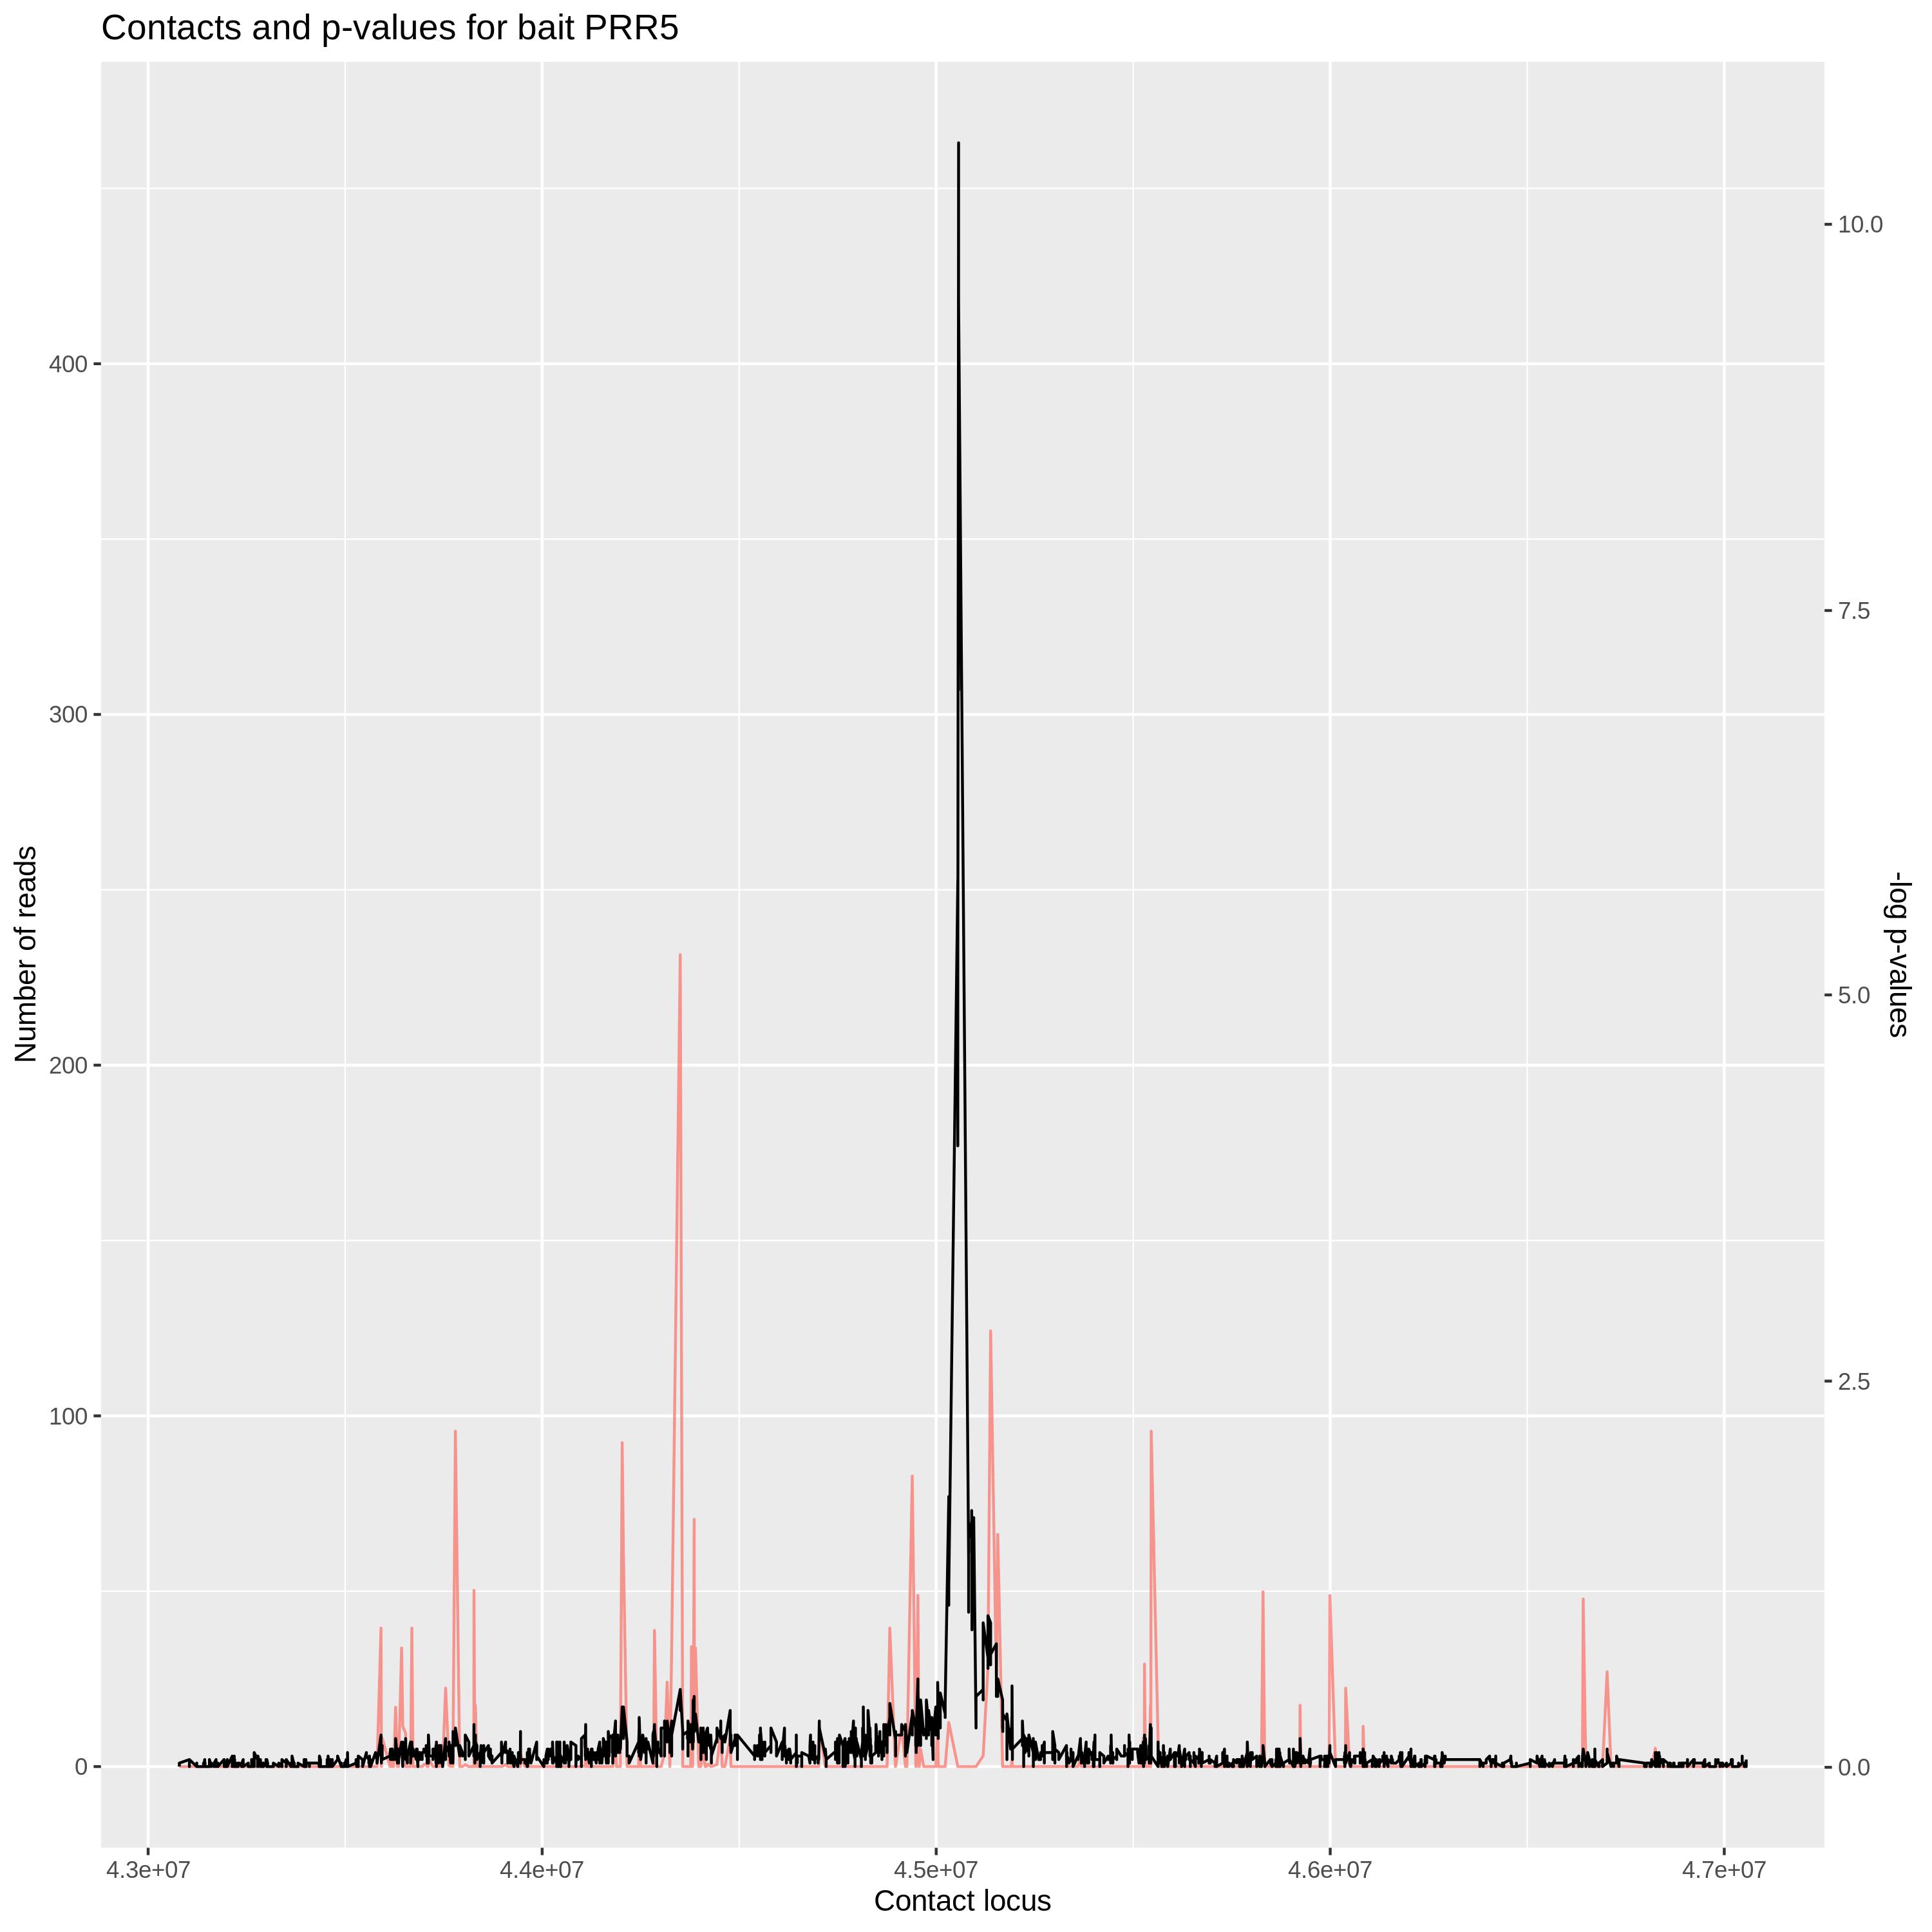 Contacts and p-values for bait PRR5
Number of reads
400
300
200
100
0
10.0
7.5
5.0
2.5
0.0
-log p-values
4.3e+07
4.4e+07
4.5e+07
4.6e+07
4.7e+07
Contact locus